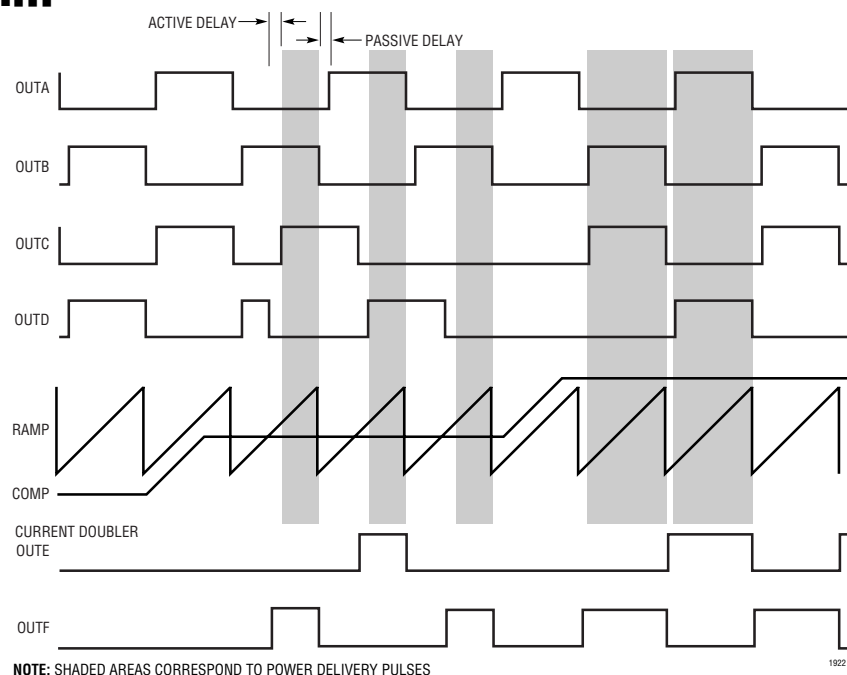 ACTIVE DELAY
PASSIVE DELAY
OUTA
OUTB
OUTC
OUTD
RAMP
COMP
CURRENT DOUBLER
OUTE
OUTF
NOTE: SHADED AREAS CORRESPOND TO POWER DELIVERY PULSES
1922